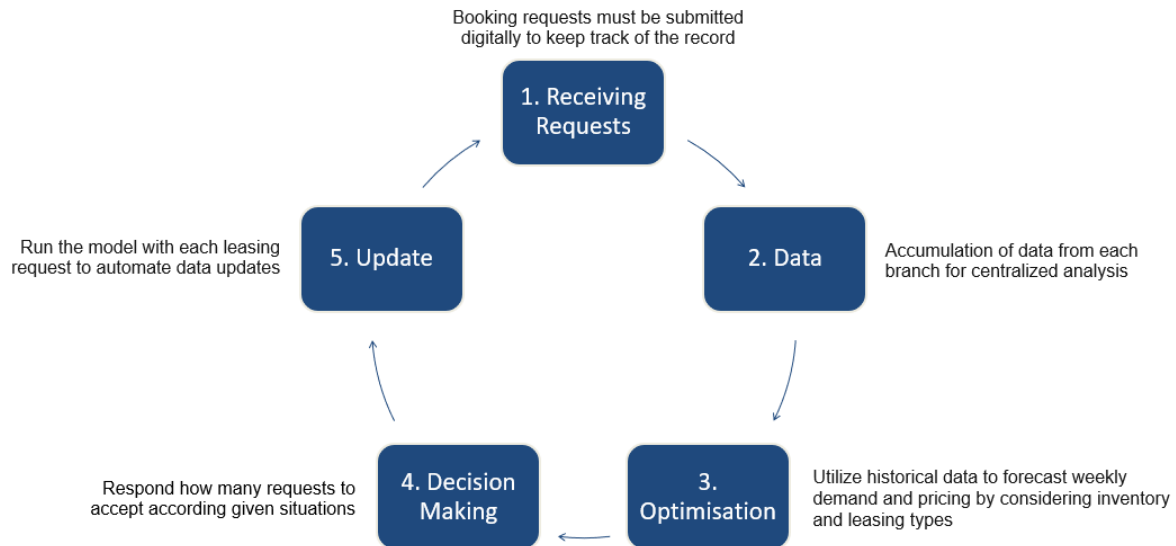 Booking requests must be submitted
digitally to keep track of the record
1. Receiving
Requests
2. Data
Accumulation of data from each
branch for centralized analysis
3.
Optimisation
Utilize historical data to forecast weekly
demand and pricing by considering inventory
and leasing types
4. Decision
Making
Respond how many requests to
accept according given situations
5. Update
Run the model with each leasing
request to automate data updates